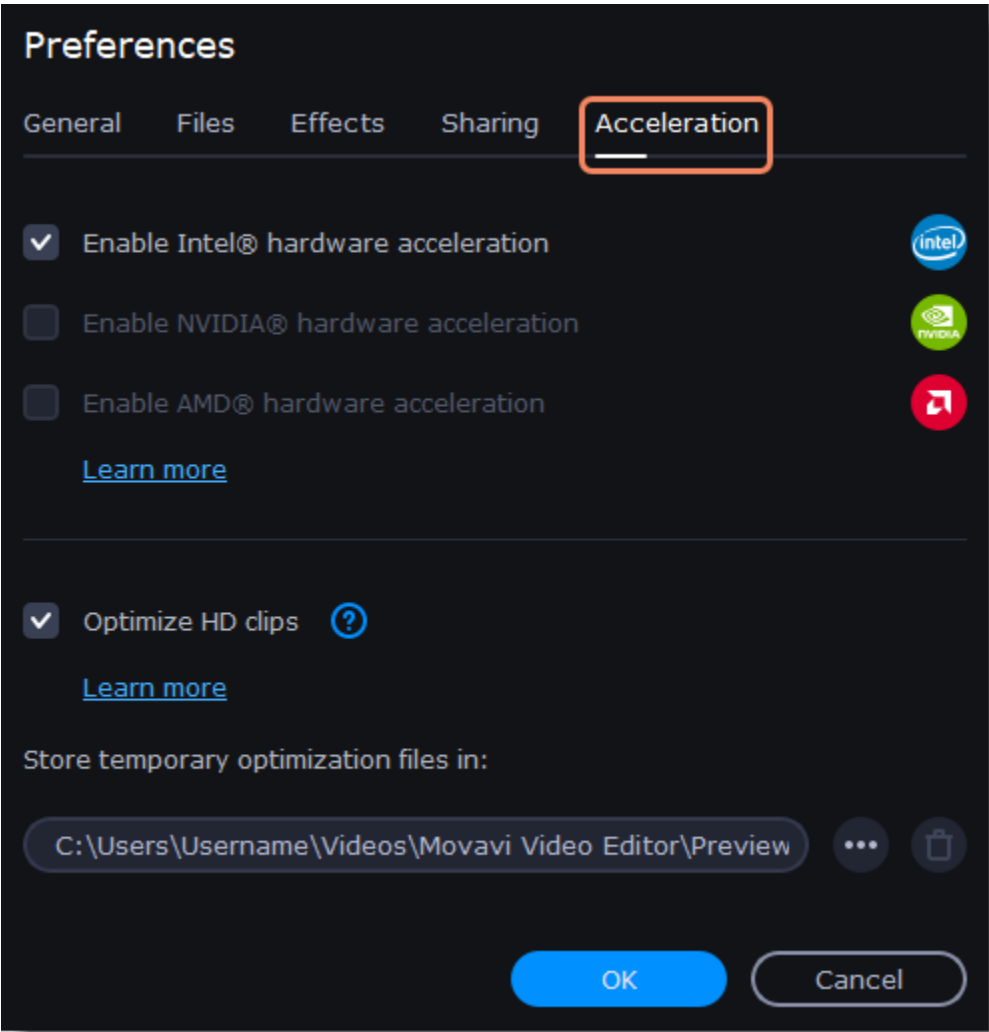 Preferences
General Files Effects Sharing Acceleration
Enable Intel® hardware acceleration
intel
Enable NVIDIA® hardware acceleration
NVIDIA
Enable AMD® hardware acceleration
Learn more
Optimize HD clips ?
Learn more
Store temporary optimization files in:
C:\Users\Username\Videos\Movavi Video Editor\Preview
OK Cancel